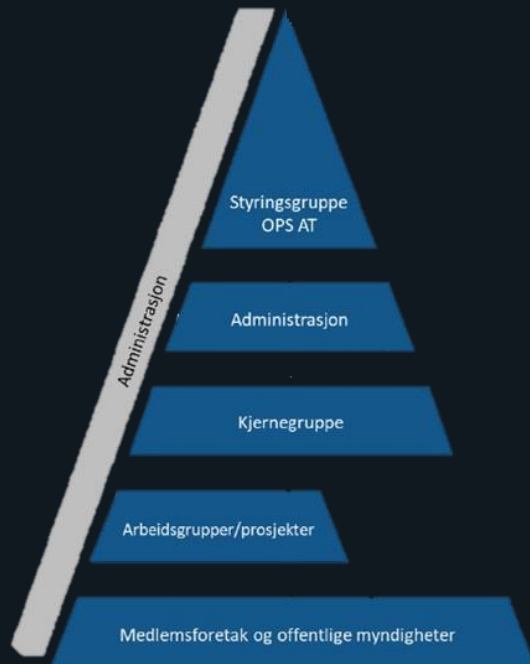 Styringsgruppe
OPS AT
Administrasjon
Administrasjon
Kjernegruppe
Arbeidsgrupper/prosjekter
Medlemsforetak og offentlige myndigheter